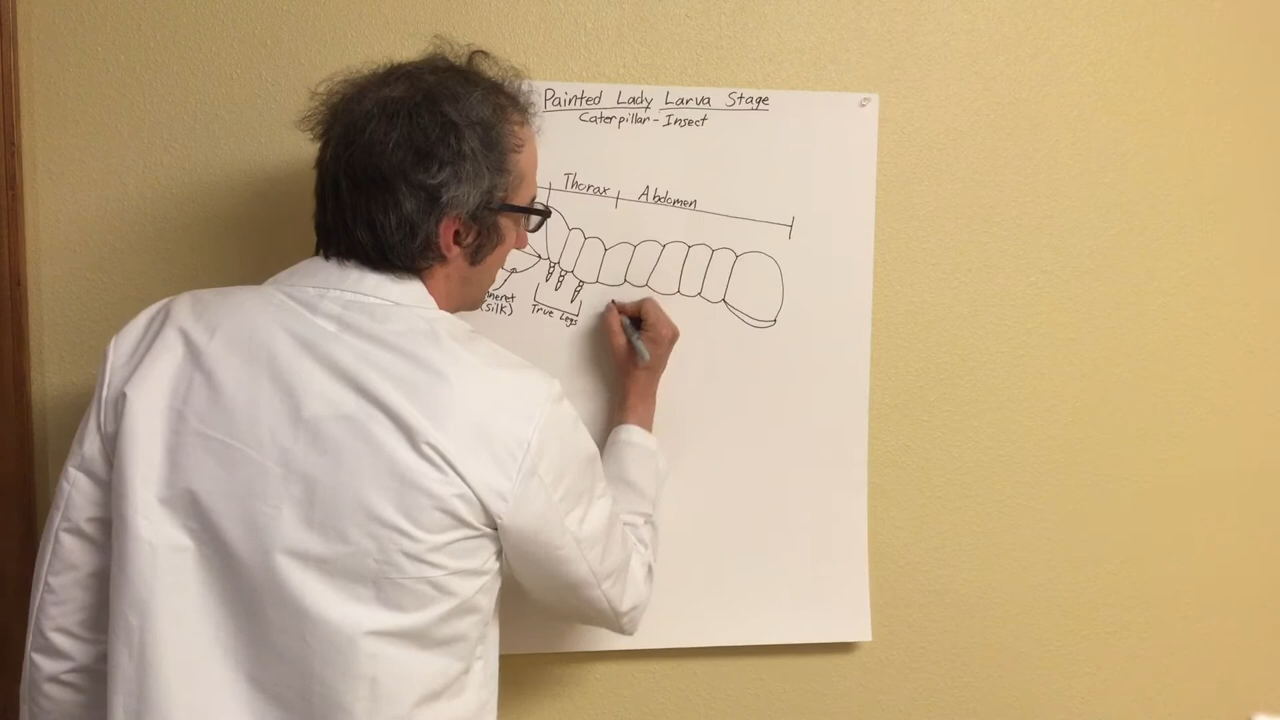 Painted Lady Larva Stage
Caterpillar - Insect
Thorax
Abdomen
(silk)
True Legs